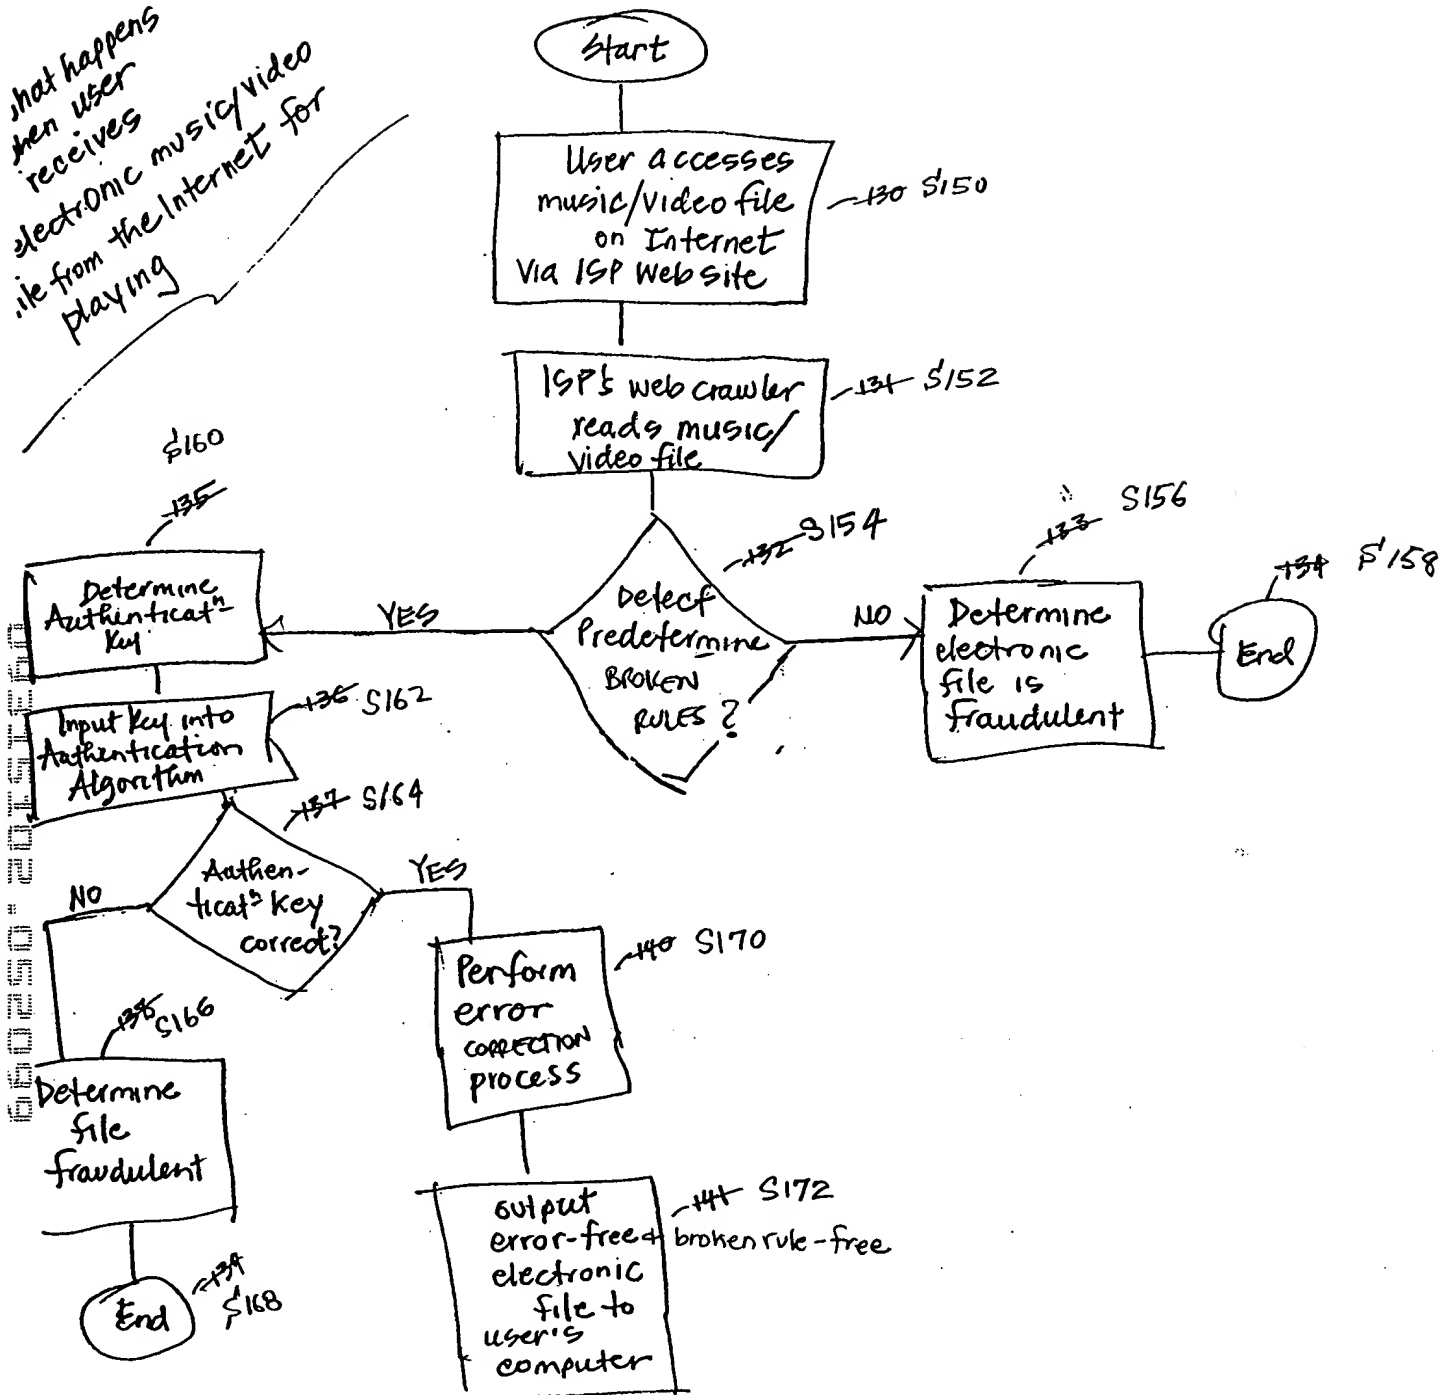 hat happens
hen user
receives
electronic music/video
ile from the Internet for
playing
Start
User accesses
music/video file
on Internet
via ISP Website
130 S150
ISP's web crawler
reads music/
video file
131 S152
Detect
Predetermine
BROKEN
RULES?
132 S154
NO
Determine
electronic
file is
fraudulent
133 S156
End
134 S158
YES
S160
135
Determine
Authenticatn
Key
Input Key into
Authentication
Algorithm
136 S162
Authen-
ticatn Key
correct?
137 S164
NO
YES
138 S166
Determine
file
fraudulent
End
139
S168
Perform
error
CORRECTION
process
140 S170
output
error-free + broken rule-free
electronic
file to
user's
computer
141 S172